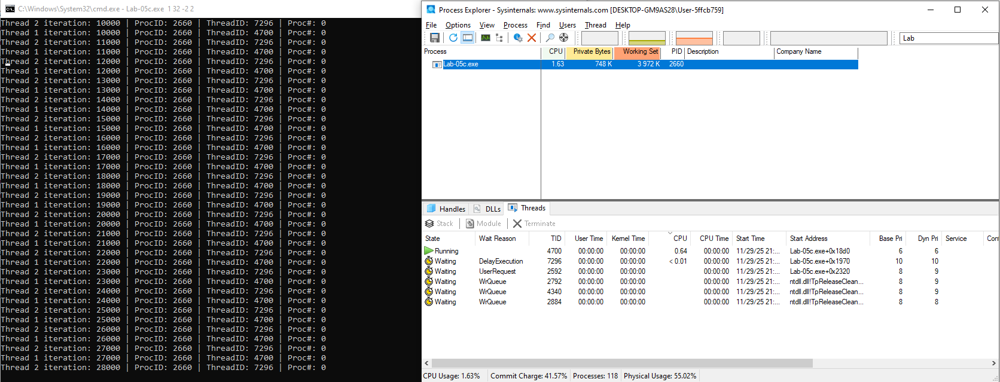 C:\Windows\System32\cmd.exe - Lab-05c.exe 1 32 -2 2
Thread 2 iteration: 10000 | ProcID: 2660 | ThreadID: 7296 | Proc#: 0
Thread 1 iteration: 10000 | ProcID: 2660 | ThreadID: 4700 | Proc#: 0
Thread 2 iteration: 11000 | ProcID: 2660 | ThreadID: 7296 | Proc#: 0
Thread 1 iteration: 11000 | ProcID: 2660 | ThreadID: 4700 | Proc#: 0
Thread 2 iteration: 12000 | ProcID: 2660 | ThreadID: 7296 | Proc#: 0
Thread 1 iteration: 12000 | ProcID: 2660 | ThreadID: 4700 | Proc#: 0
Thread 2 iteration: 13000 | ProcID: 2660 | ThreadID: 7296 | Proc#: 0
Thread 1 iteration: 13000 | ProcID: 2660 | ThreadID: 4700 | Proc#: 0
Thread 2 iteration: 14000 | ProcID: 2660 | ThreadID: 7296 | Proc#: 0
Thread 1 iteration: 14000 | ProcID: 2660 | ThreadID: 4700 | Proc#: 0
Thread 2 iteration: 15000 | ProcID: 2660 | ThreadID: 7296 | Proc#: 0
Thread 1 iteration: 15000 | ProcID: 2660 | ThreadID: 4700 | Proc#: 0
Thread 2 iteration: 16000 | ProcID: 2660 | ThreadID: 7296 | Proc#: 0
Thread 1 iteration: 16000 | ProcID: 2660 | ThreadID: 4700 | Proc#: 0
Thread 2 iteration: 17000 | ProcID: 2660 | ThreadID: 7296 | Proc#: 0
Thread 1 iteration: 17000 | ProcID: 2660 | ThreadID: 4700 | Proc#: 0
Thread 2 iteration: 18000 | ProcID: 2660 | ThreadID: 7296 | Proc#: 0
Thread 1 iteration: 18000 | ProcID: 2660 | ThreadID: 4700 | Proc#: 0
Thread 2 iteration: 19000 | ProcID: 2660 | ThreadID: 7296 | Proc#: 0
Thread 1 iteration: 19000 | ProcID: 2660 | ThreadID: 4700 | Proc#: 0
Thread 2 iteration: 20000 | ProcID: 2660 | ThreadID: 7296 | Proc#: 0
Thread 1 iteration: 20000 | ProcID: 2660 | ThreadID: 4700 | Proc#: 0
Thread 2 iteration: 21000 | ProcID: 2660 | ThreadID: 7296 | Proc#: 0
Thread 1 iteration: 21000 | ProcID: 2660 | ThreadID: 4700 | Proc#: 0
Thread 2 iteration: 22000 | ProcID: 2660 | ThreadID: 7296 | Proc#: 0
Thread 1 iteration: 22000 | ProcID: 2660 | ThreadID: 4700 | Proc#: 0
Thread 2 iteration: 23000 | ProcID: 2660 | ThreadID: 7296 | Proc#: 0
Thread 1 iteration: 23000 | ProcID: 2660 | ThreadID: 4700 | Proc#: 0
Thread 2 iteration: 24000 | ProcID: 2660 | ThreadID: 7296 | Proc#: 0
Thread 1 iteration: 24000 | ProcID: 2660 | ThreadID: 4700 | Proc#: 0
Thread 2 iteration: 25000 | ProcID: 2660 | ThreadID: 7296 | Proc#: 0
Thread 1 iteration: 25000 | ProcID: 2660 | ThreadID: 4700 | Proc#: 0
Thread 2 iteration: 26000 | ProcID: 2660 | ThreadID: 7296 | Proc#: 0
Thread 1 iteration: 26000 | ProcID: 2660 | ThreadID: 4700 | Proc#: 0
Thread 2 iteration: 27000 | ProcID: 2660 | ThreadID: 7296 | Proc#: 0
Thread 1 iteration: 27000 | ProcID: 2660 | ThreadID: 4700 | Proc#: 0
Thread 2 iteration: 28000 | ProcID: 2660 | ThreadID: 7296 | Proc#: 0
Process Explorer - Sysinternals: www.sysinternals.com [DESKTOP-GM9AS28\User-5ffcb759]
File Options View Process Find Users Thread Help
Lab
Process CPU Private Bytes Working Set PID Description Company Name
Lab-05c.exe 1.63 748 K 3 972 K 2660
Handles DLLs Threads
Stack Module Terminate
State Wait Reason TID User Time Kernel Time CPU CPU Time Start Time Start Address Base Pri Dyn Pri Service Cont
Running 4700 00:00:00 00:00:00 0.64 00:00:00 11/29/25 21:... Lab-05c.exe+0x18d0 6 6
Waiting DelayExecution 7296 00:00:00 00:00:00 < 0.01 00:00:00 11/29/25 21:... Lab-05c.exe+0x1970 10 10
Waiting UserRequest 2592 00:00:00 00:00:00 00:00:00 11/29/25 21:... Lab-05c.exe+0x2320 8 9
Waiting WrQueue 2792 00:00:00 00:00:00 00:00:00 11/29/25 21:... ntdll.dll!TpReleaseClean... 8 9
Waiting WrQueue 4340 00:00:00 00:00:00 00:00:00 11/29/25 21:... ntdll.dll!TpReleaseClean... 8 9
Waiting WrQueue 2884 00:00:00 00:00:00 00:00:00 11/29/25 21:... ntdll.dll!TpReleaseClean... 8 8
CPU Usage: 1.63% Commit Charge: 41.57% Processes: 118 Physical Usage: 55.02%